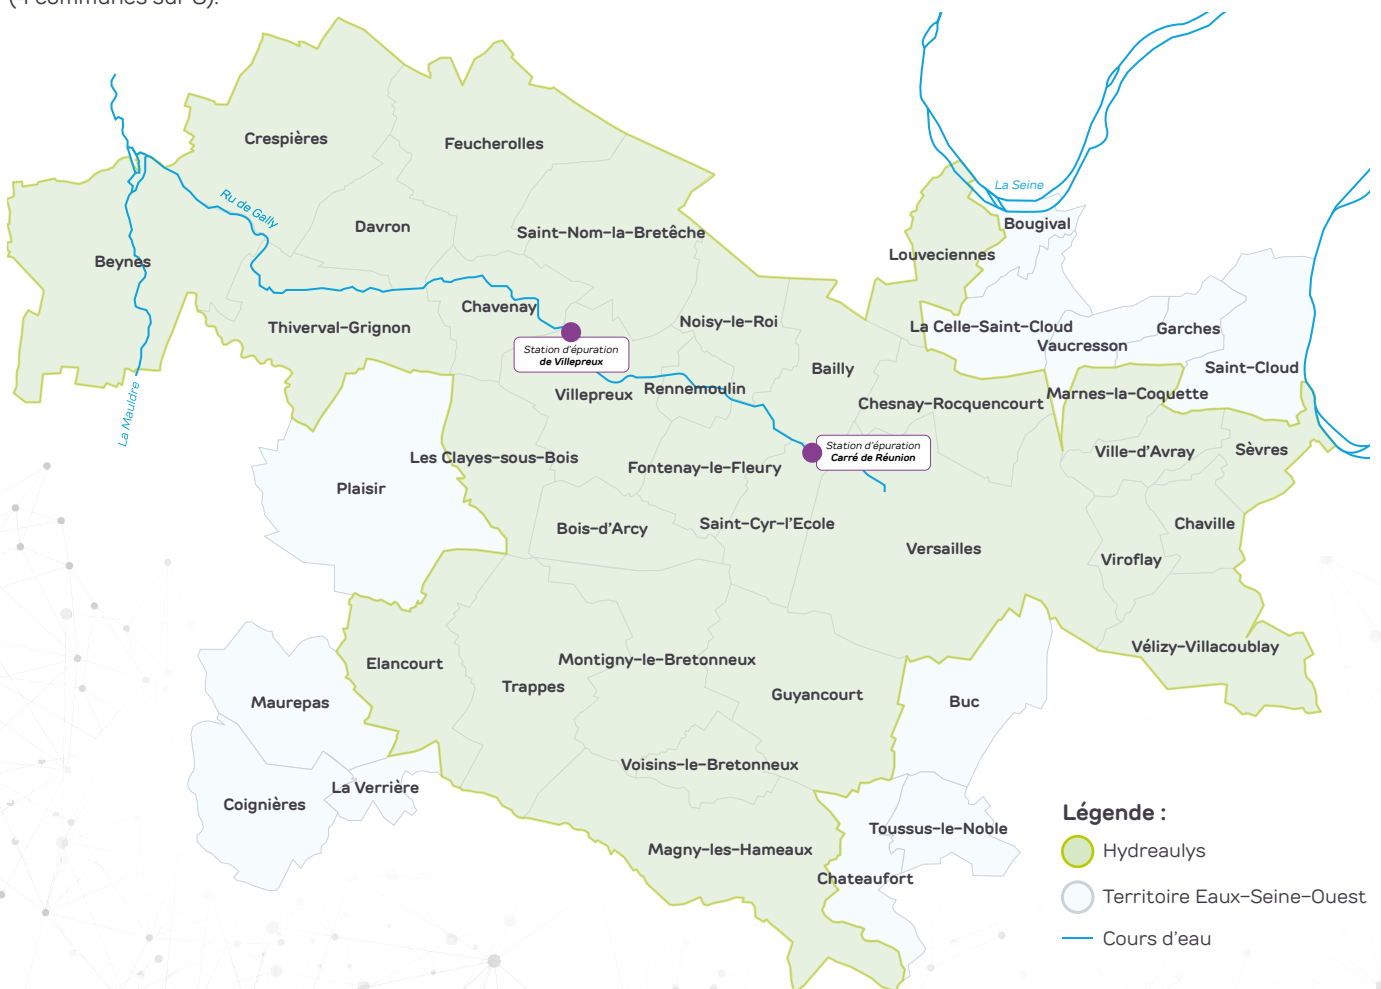 (4 communes sur 8).
Crespières
Feucherolles
La Seine
Ru de Gally
Bougival
Davron
Saint-Nom-la-Bretêche
Louveciennes
Beynes
Chavenay
Noisy-le-Roi
La Celle-Saint-Cloud
Garches
Thiverval-Grignon
Vaucresson
Station d'épuration
de Villepreux
Bailly
Saint-Cloud
Villepreux
Rennemoulin
Marnes-la-Coquette
Chesnay-Rocquencourt
La Mauldre
Station d'épuration
Carré de Réunion
Ville-d'Avray
Sèvres
Les Clayes-sous-Bois
Fontenay-le-Fleury
Plaisir
Bois-d'Arcy
Saint-Cyr-l'Ecole
Chaville
Versailles
Viroflay
Vélizy-Villacoublay
Elancourt
Montigny-le-Bretonneux
Trappes
Guyancourt
Maurepas
Buc
Voisins-le-Bretonneux
La Verrière
Coignières
Toussus-le-Noble
Magny-les-Hameaux
Chateaufort
Légende :
Hydreaulys
Territoire Eaux-Seine-Ouest
Cours d'eau